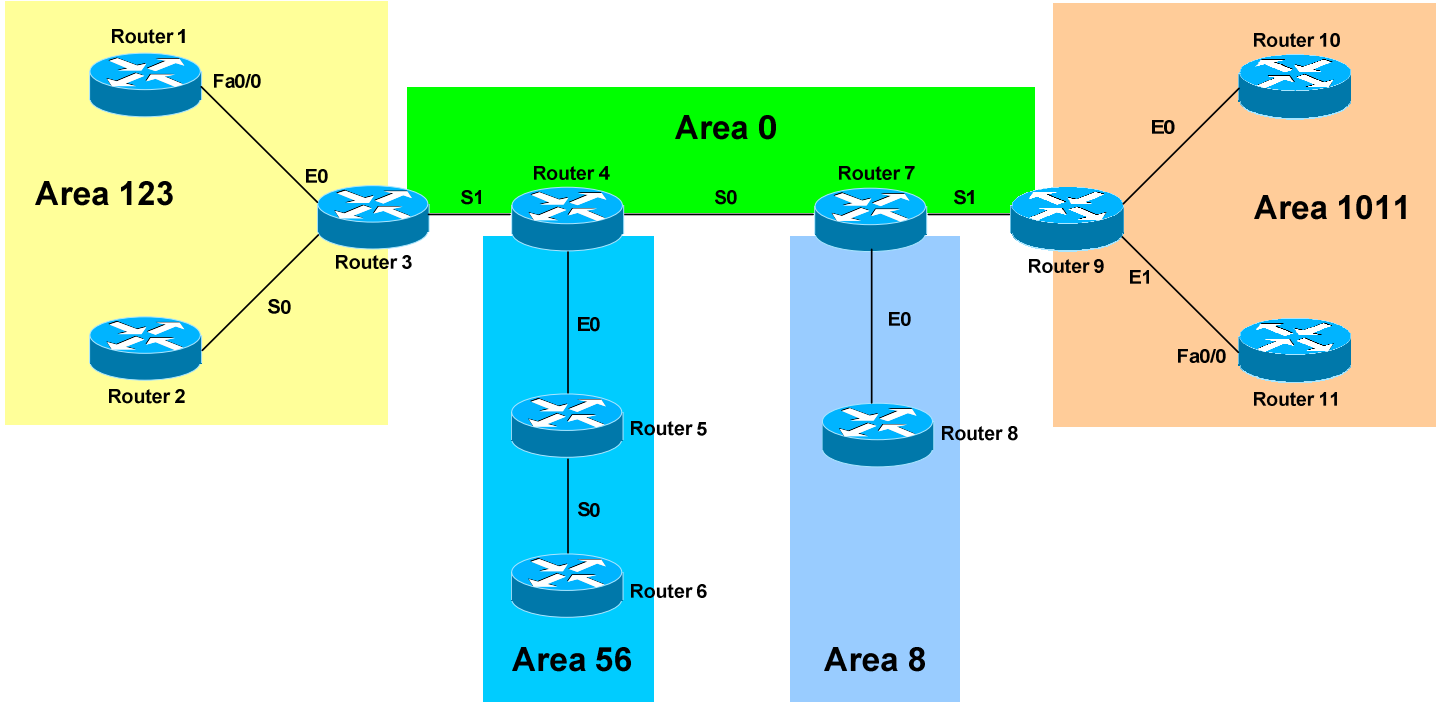 Router 1
Fa0/0
Area 123
E0
Router 3
S0
Router 2
Area 0
S1
Router 4
S0
Router 7
S1
Router 9
E0
Router 5
S0
Router 6
Area 56
E0
Router 8
Area 8
Router 10
E0
Area 1011
E1
Fa0/0
Router 11